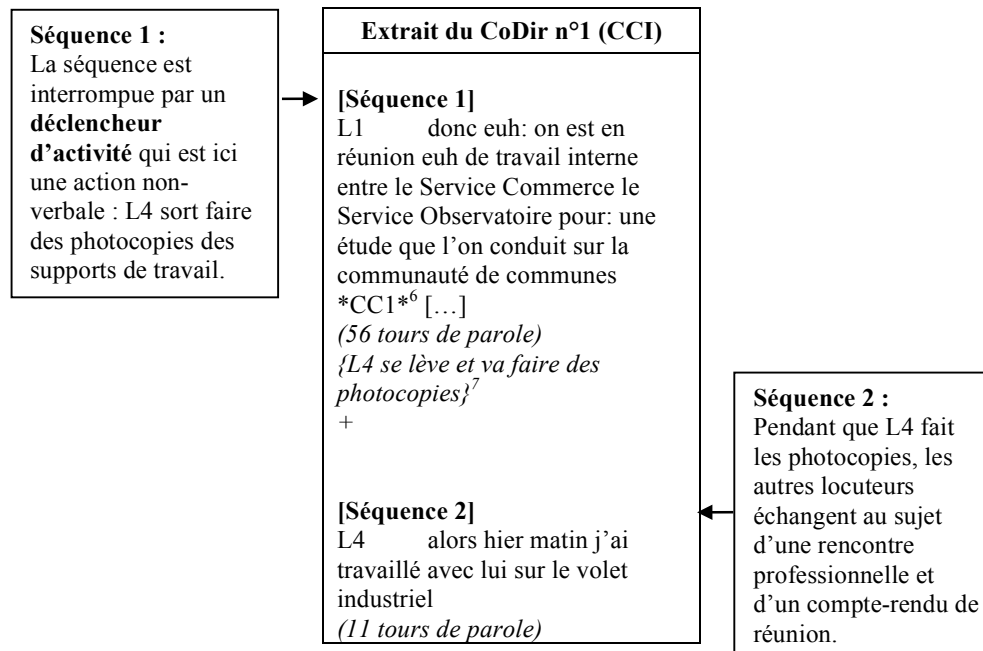 Séquence 1 :
La séquence est
interrompue par un
déclencheur
d'activité qui est ici
une action non-
verbale : L4 sort faire
des photocopies des
supports de travail.
Extrait du CoDir n°1 (CCI)
[Séquence 1]
L1 donc euh: on est en
réunion euh de travail interne
entre le Service Commerce le
Service Observatoire pour: une
étude que l'on conduit sur la
communauté de communes
*CC1*6 […]
(56 tours de parole)
{L4 se lève et va faire des
photocopies}7
+
[Séquence 2]
L4 alors hier matin j'ai
travaillé avec lui sur le volet
industriel
(11 tours de parole)
Séquence 2 :
Pendant que L4 fait
les photocopies, les
autres locuteurs
échangent au sujet
d'une rencontre
professionnelle et
d'un compte-rendu de
réunion.